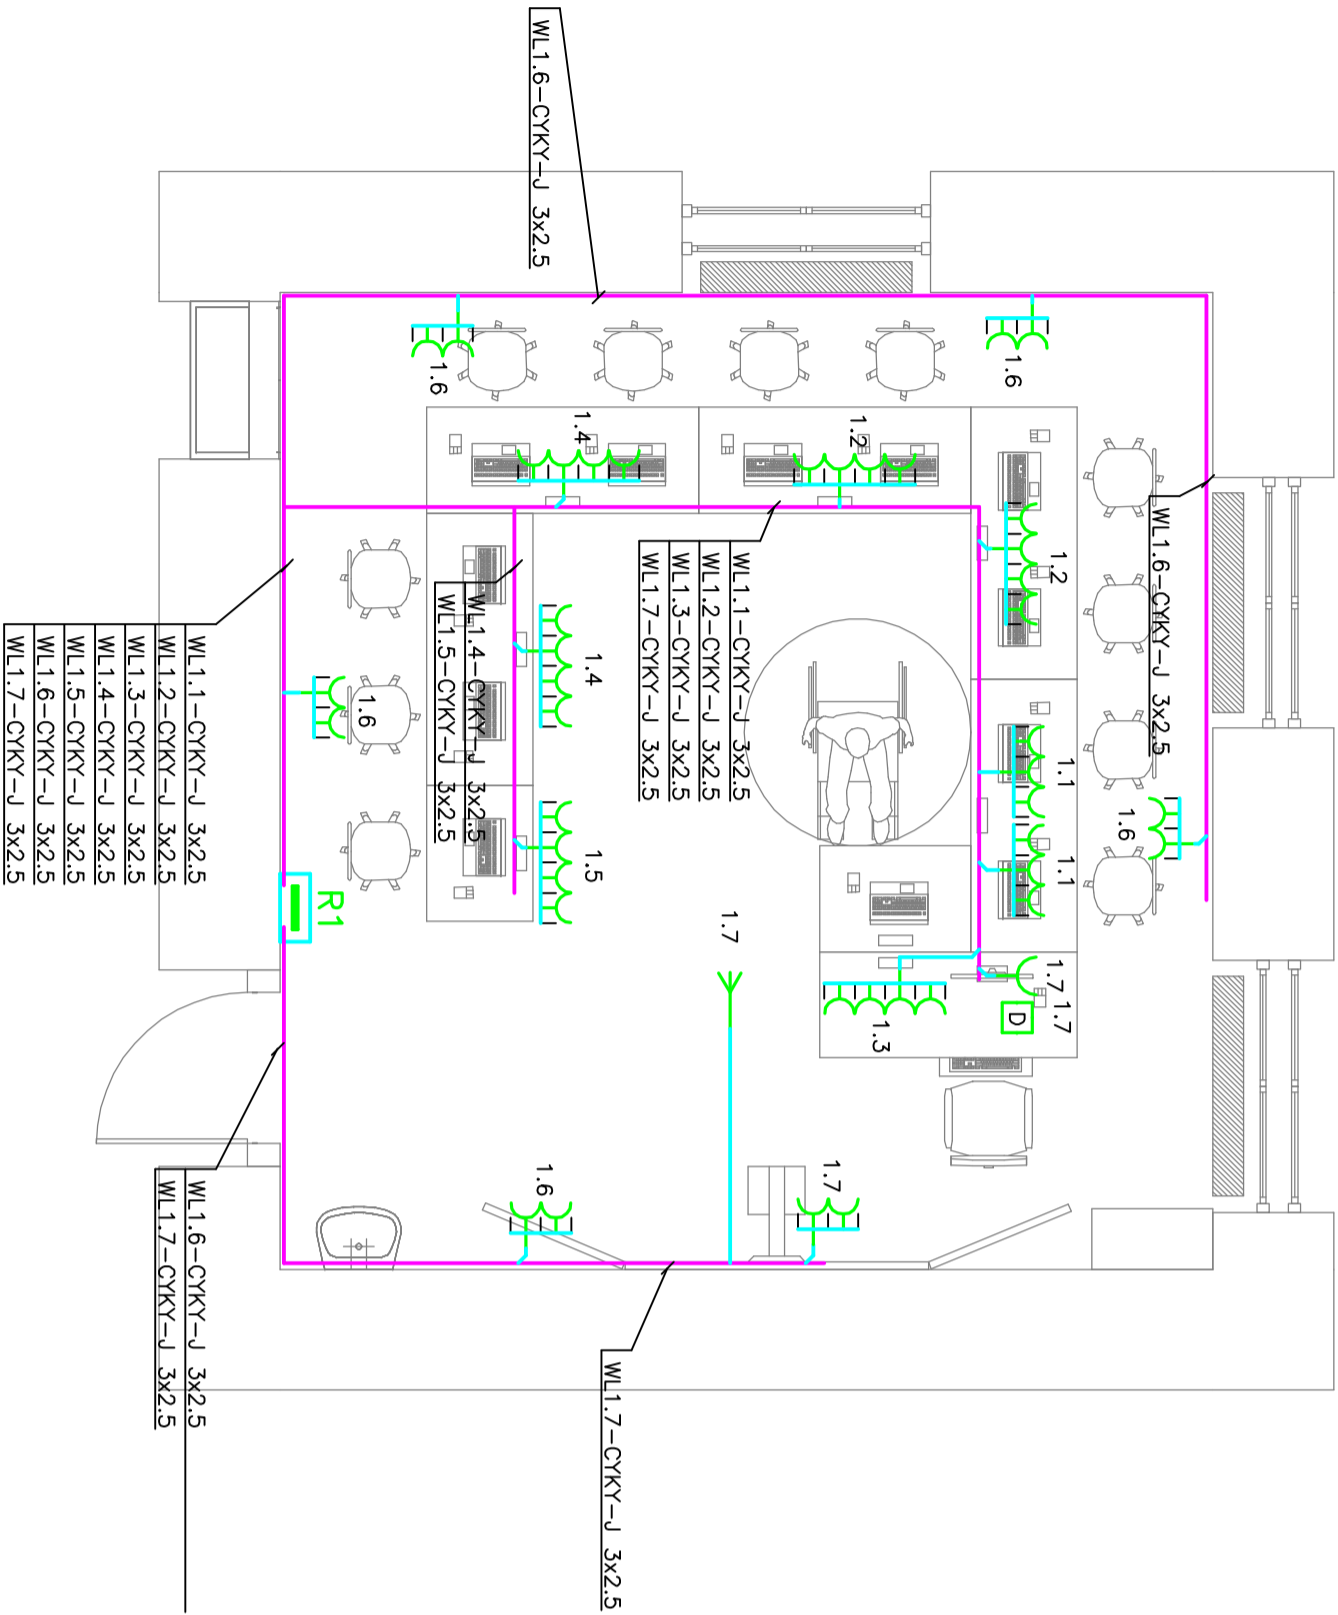 WL1.6-CYKY-J 3x2.5
WL1.6-CYKY-J 3x2.5
1.6
1.6
1.4
1.2
1.2
WL1.1-CYKY-J 3x2.5
WL1.2-CYKY-J 3x2.5
WL1.3-CYKY-J 3x2.5
WL1.7-CYKY-J 3x2.5
WL1.4-CYKY-J 3x2.5
WL1.5-CYKY-J 3x2.5
WL1.1-CYKY-J 3x2.5
WL1.2-CYKY-J 3x2.5
WL1.3-CYKY-J 3x2.5
WL1.4-CYKY-J 3x2.5
WL1.5-CYKY-J 3x2.5
WL1.6-CYKY-J 3x2.5
WL1.7-CYKY-J 3x2.5
1.4
1.6
1.1
1.1
1.6
1.5
R1
1.7
1.3
1.7
1.7
D
1.6
1.7
WL1.6-CYKY-J 3x2.5
WL1.7-CYKY-J 3x2.5
WL1.7-CYKY-J 3x2.5